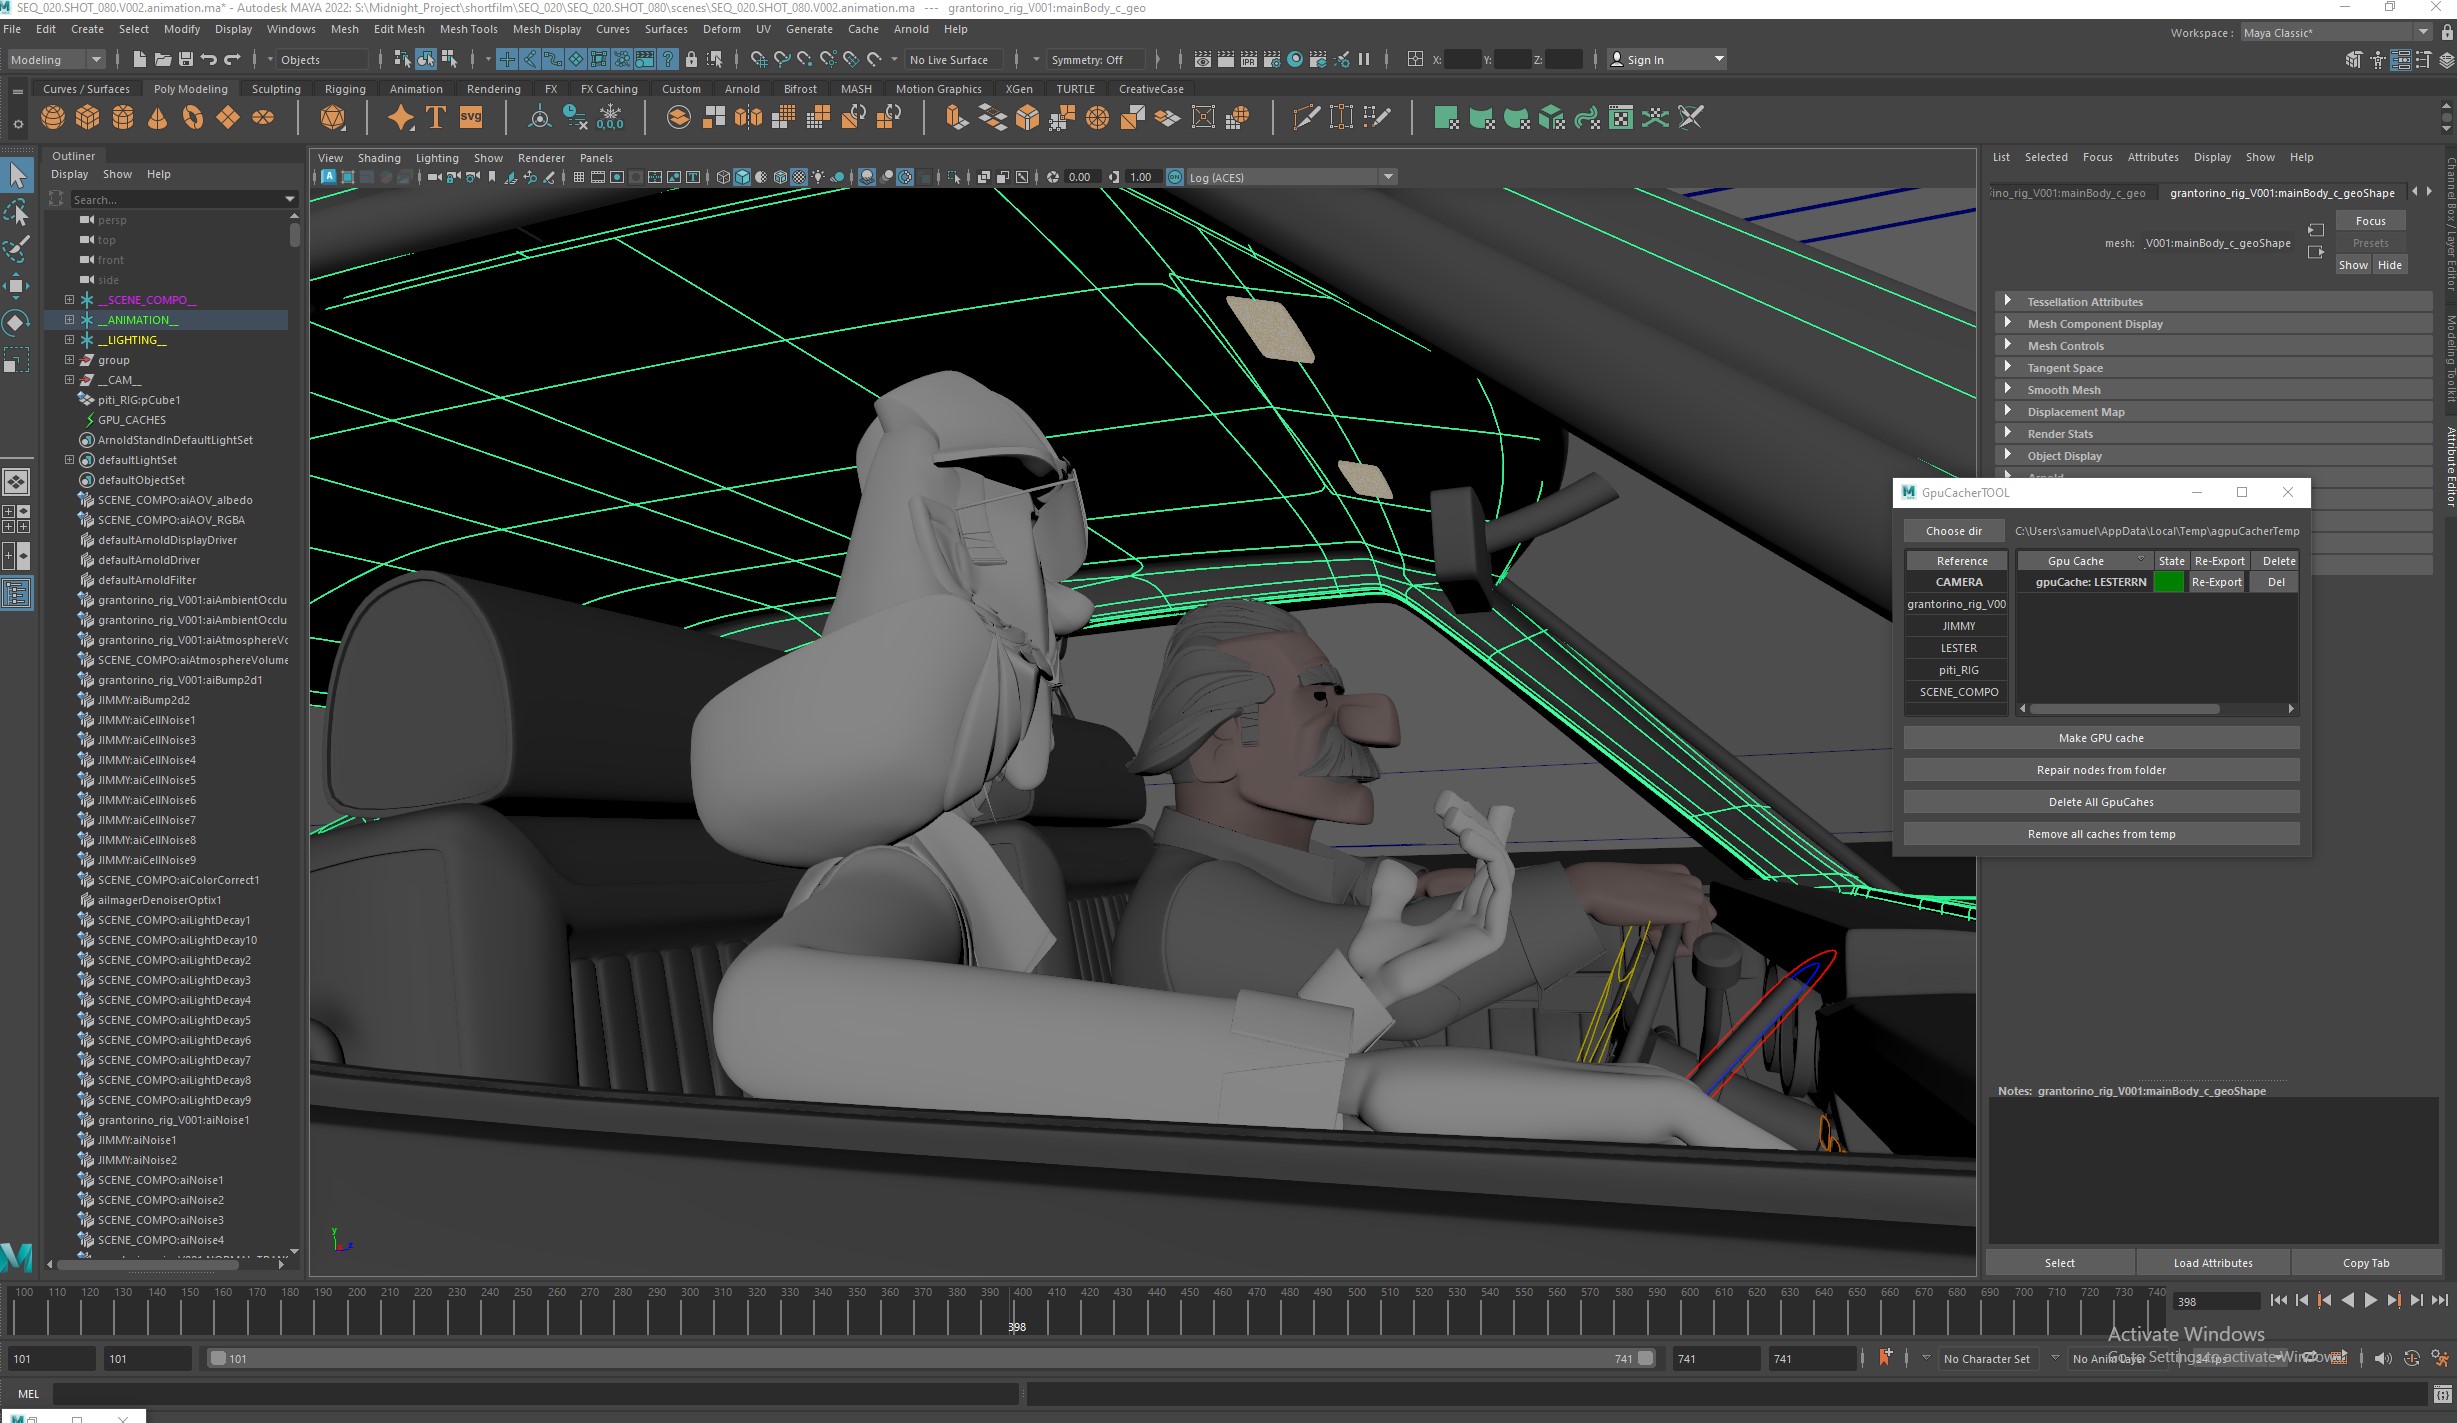 SEQ_020.SHOT_080.V002.animation.ma* - Autodesk MAYA 2022: S:\Midnight_Project\shortfilm\SEQ_020\SEQ_020.SHOT_080\scenes\SEQ_020.SHOT_080.V002.animation.ma --- grantorino_rig_V001:mainBody_c_geo
File Edit Create Select Modify Display Windows Mesh Edit Mesh Mesh Tools Mesh Display Curves Surfaces Deform UV Generate Cache Arnold Help
Workspace : Maya Classic*
Modeling Objects No Live Surface Symmetry: Off IPR X: Y: Z: Sign In
Curves / Surfaces Poly Modeling Sculpting Rigging Animation Rendering FX FX Caching Custom Arnold Bifrost MASH Motion Graphics XGen TURTLE CreativeCase
T SVG 0,0,0
Outliner
Display Show Help
Search...
persp
top
front
side
__SCENE_COMPO__
__ANIMATION__
__LIGHTING__
group
__CAM__
piti_RIG:pCube1
GPU_CACHES
ArnoldStandInDefaultLightSet
defaultLightSet
defaultObjectSet
SCENE_COMPO:aiAOV_albedo
SCENE_COMPO:aiAOV_RGBA
defaultArnoldDisplayDriver
defaultArnoldDriver
defaultArnoldFilter
grantorino_rig_V001:aiAmbientOcclu
grantorino_rig_V001:aiAmbientOcclu
grantorino_rig_V001:aiAtmosphereVo
SCENE_COMPO:aiAtmosphereVolume
grantorino_rig_V001:aiBump2d1
JIMMY:aiBump2d2
JIMMY:aiCellNoise1
JIMMY:aiCellNoise3
JIMMY:aiCellNoise4
JIMMY:aiCellNoise5
JIMMY:aiCellNoise6
JIMMY:aiCellNoise7
JIMMY:aiCellNoise8
JIMMY:aiCellNoise9
SCENE_COMPO:aiColorCorrect1
aiImagerDenoiserOptix1
SCENE_COMPO:aiLightDecay1
SCENE_COMPO:aiLightDecay10
SCENE_COMPO:aiLightDecay2
SCENE_COMPO:aiLightDecay3
SCENE_COMPO:aiLightDecay4
SCENE_COMPO:aiLightDecay5
SCENE_COMPO:aiLightDecay6
SCENE_COMPO:aiLightDecay7
SCENE_COMPO:aiLightDecay8
SCENE_COMPO:aiLightDecay9
grantorino_rig_V001:aiNoise1
JIMMY:aiNoise1
JIMMY:aiNoise2
SCENE_COMPO:aiNoise1
SCENE_COMPO:aiNoise2
SCENE_COMPO:aiNoise3
SCENE_COMPO:aiNoise4
View Shading Lighting Show Renderer Panels
0.00 1.00 Log (ACES)
y
z
List Selected Focus Attributes Display Show Help
ino_rig_V001:mainBody_c_geo grantorino_rig_V001:mainBody_c_geoShape
Focus
mesh: _V001:mainBody_c_geoShape Presets
Show Hide
Tessellation Attributes
Mesh Component Display
Mesh Controls
Tangent Space
Smooth Mesh
Displacement Map
Render Stats
Object Display
Channel Box / Layer Editor
Modeling Toolkit
Attribute Editor
GpuCacherTOOL
Choose dir C:\Users\samuel\AppData\Local\Temp\agpuCacherTemp
Reference Gpu Cache State Re-Export Delete
CAMERA gpuCache: LESTERRN Re-Export Del
grantorino_rig_V00
JIMMY
LESTER
piti_RIG
SCENE_COMPO
Make GPU cache
Repair nodes from folder
Delete All GpuCahes
Remove all caches from temp
Notes: grantorino_rig_V001:mainBody_c_geoShape
Select Load Attributes Copy Tab
100 110 120 130 140 150 160 170 180 190 200 210 220 230 240 250 260 270 280 290 300 310 320 330 340 350 360 370 380 390 400 410 420 430 440 450 460 470 480 490 500 510 520 530 540 550 560 570 580 590 600 610 620 630 640 650 660 670 680 690 700 710 720 730 740
398
398
Activate Windows
Go to Settings to activate Windows.
101 101 101 741 741 741 No Character Set No Anim Layer 24 fps
MEL